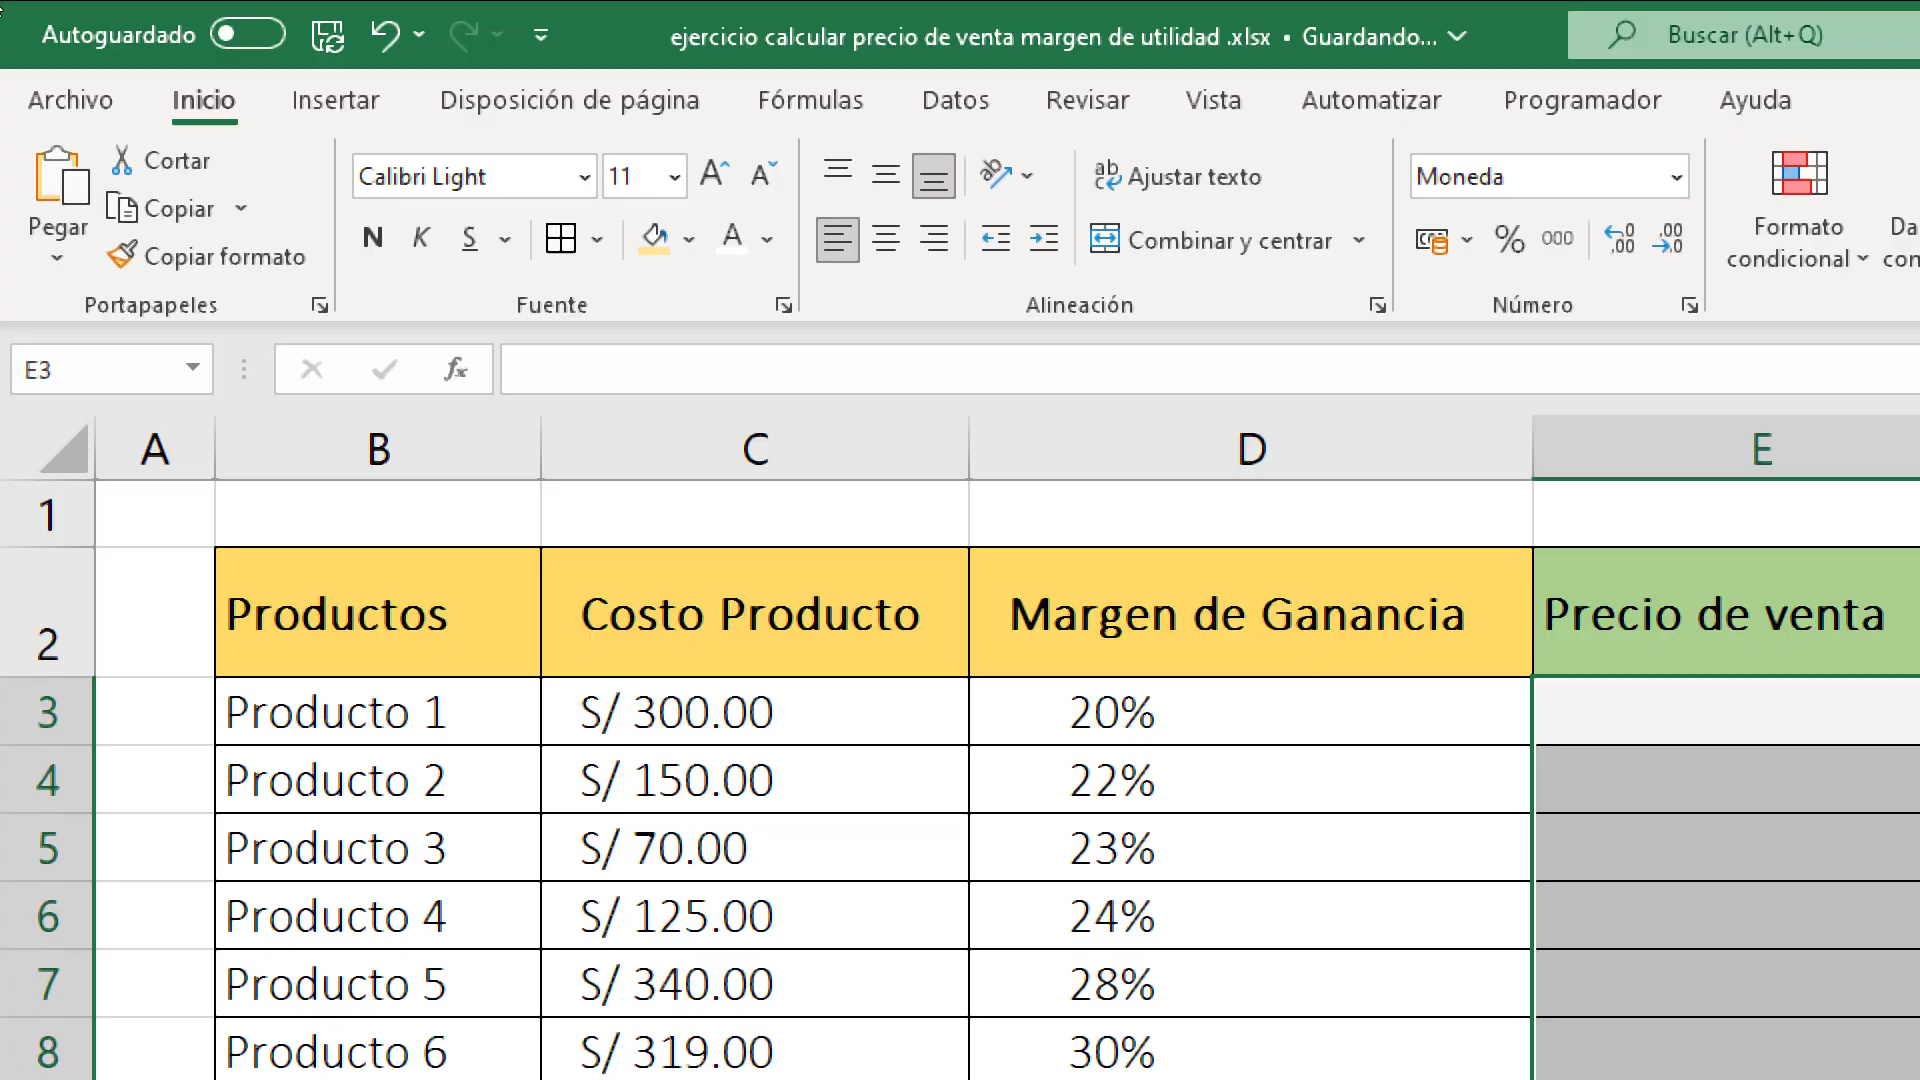 Autoguardado ejercicio calcular precio de venta margen de utilidad .xlsx • Guardando... Buscar (Alt+Q)
Archivo Inicio Insertar Disposición de página Fórmulas Datos Revisar Vista Automatizar Programador Ayuda
Cortar
Copiar
Copiar formato
Pegar
Portapapeles
Calibri Light 11 A A
N K S A
Fuente
ab Ajustar texto
Combinar y centrar
Alineación
Moneda
% 000 ,00 ,00
Número
Formato
condicional
Da
con
E3 fx
A B C D E
1
2 Productos Costo Producto Margen de Ganancia Precio de venta
3 Producto 1 S/ 300.00 20%
4 Producto 2 S/ 150.00 22%
5 Producto 3 S/ 70.00 23%
6 Producto 4 S/ 125.00 24%
7 Producto 5 S/ 340.00 28%
8 Producto 6 S/ 319.00 30%